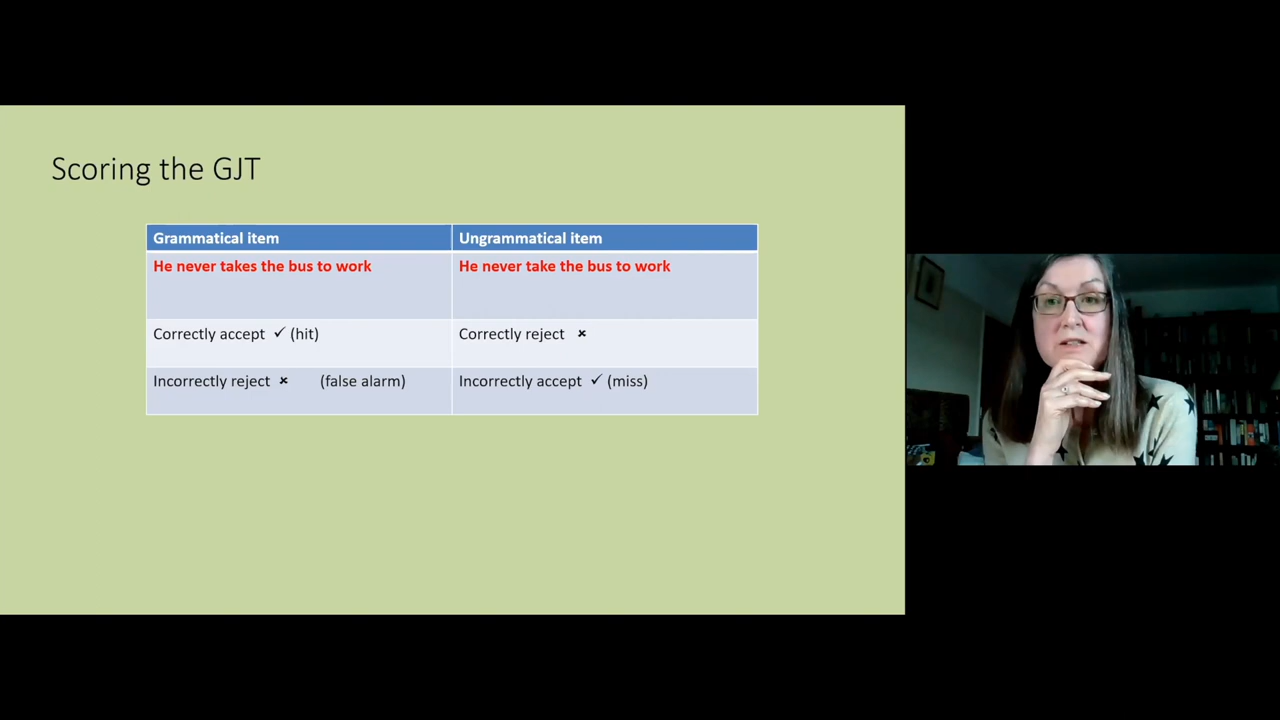 Scoring the GJT
Grammatical item
Ungrammatical item
He never takes the bus to work
He never take the bus to work
Correctly accept ✓ (hit)
Correctly reject ×
Incorrectly reject × (false alarm)
Incorrectly accept ✓ (miss)